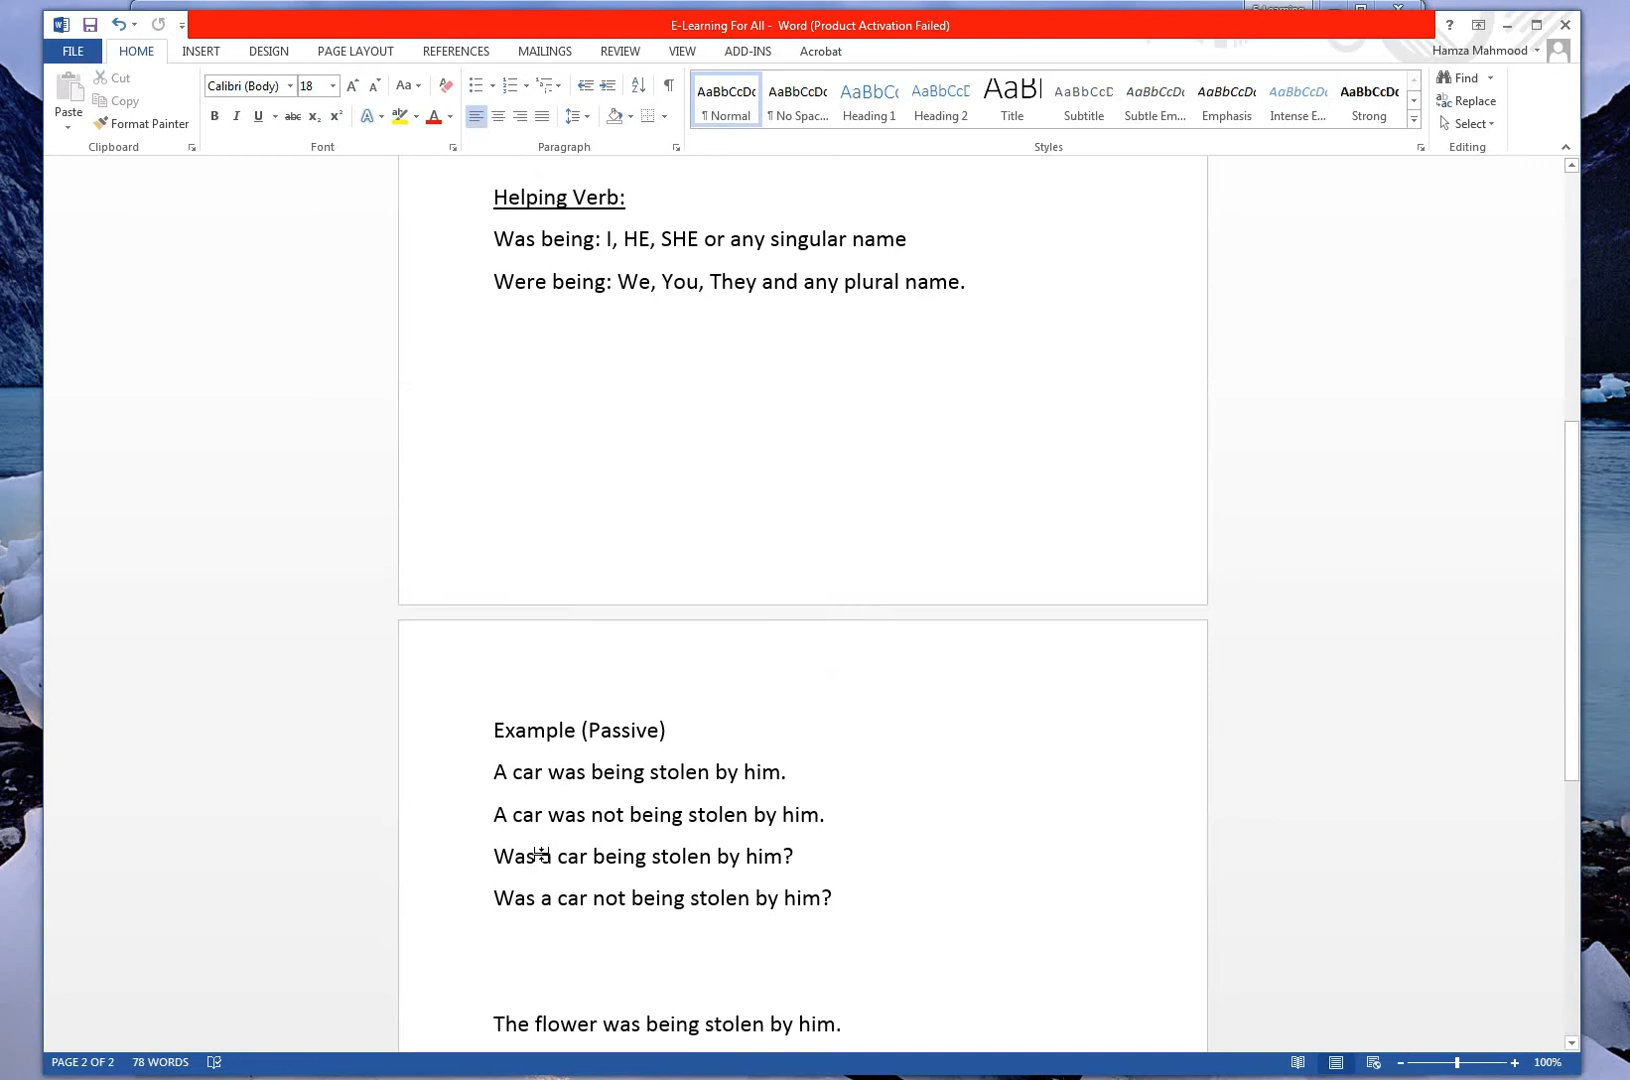 E-Learning For All - Word (Product Activation Failed)
?
FILE HOME INSERT DESIGN PAGE LAYOUT REFERENCES MAILINGS REVIEW VIEW ADD-INS Acrobat
Hamza Mahmood
Paste
Cut
Copy
Format Painter
Clipboard
Calibri (Body) 18
Font
Paragraph
AaBbCcDc AaBbCcDc AaBbC AaBbCcD AaBl AaBbCcD AaBbCcDc AaBbCcDc AaBbCcDc AaBbCcDc
¶ Normal ¶ No Spac... Heading 1 Heading 2 Title Subtitle Subtle Em... Emphasis Intense E... Strong
Styles
Find
Replace
Select
Editing
Helping Verb:
Was being: I, HE, SHE or any singular name
Were being: We, You, They and any plural name.
Example (Passive)
A car was being stolen by him.
A car was not being stolen by him.
Was a car being stolen by him?
Was a car not being stolen by him?
The flower was being stolen by him.
PAGE 2 OF 2 78 WORDS
100%